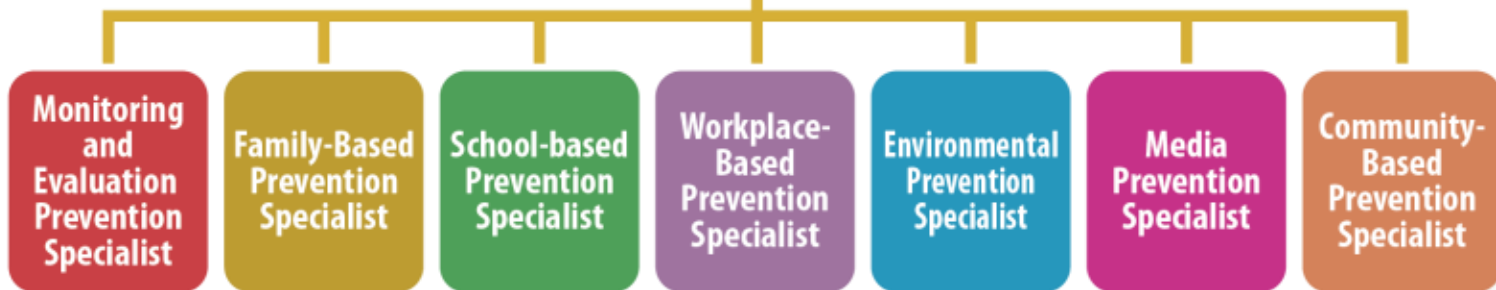 Monitoring
and
Evaluation
Prevention
Specialist
Family-Based
Prevention
Specialist
School-based
Prevention
Specialist
Workplace-
Based
Prevention
Specialist
Environmental
Prevention
Specialist
Media
Prevention
Specialist
Community-
Based
Prevention
Specialist